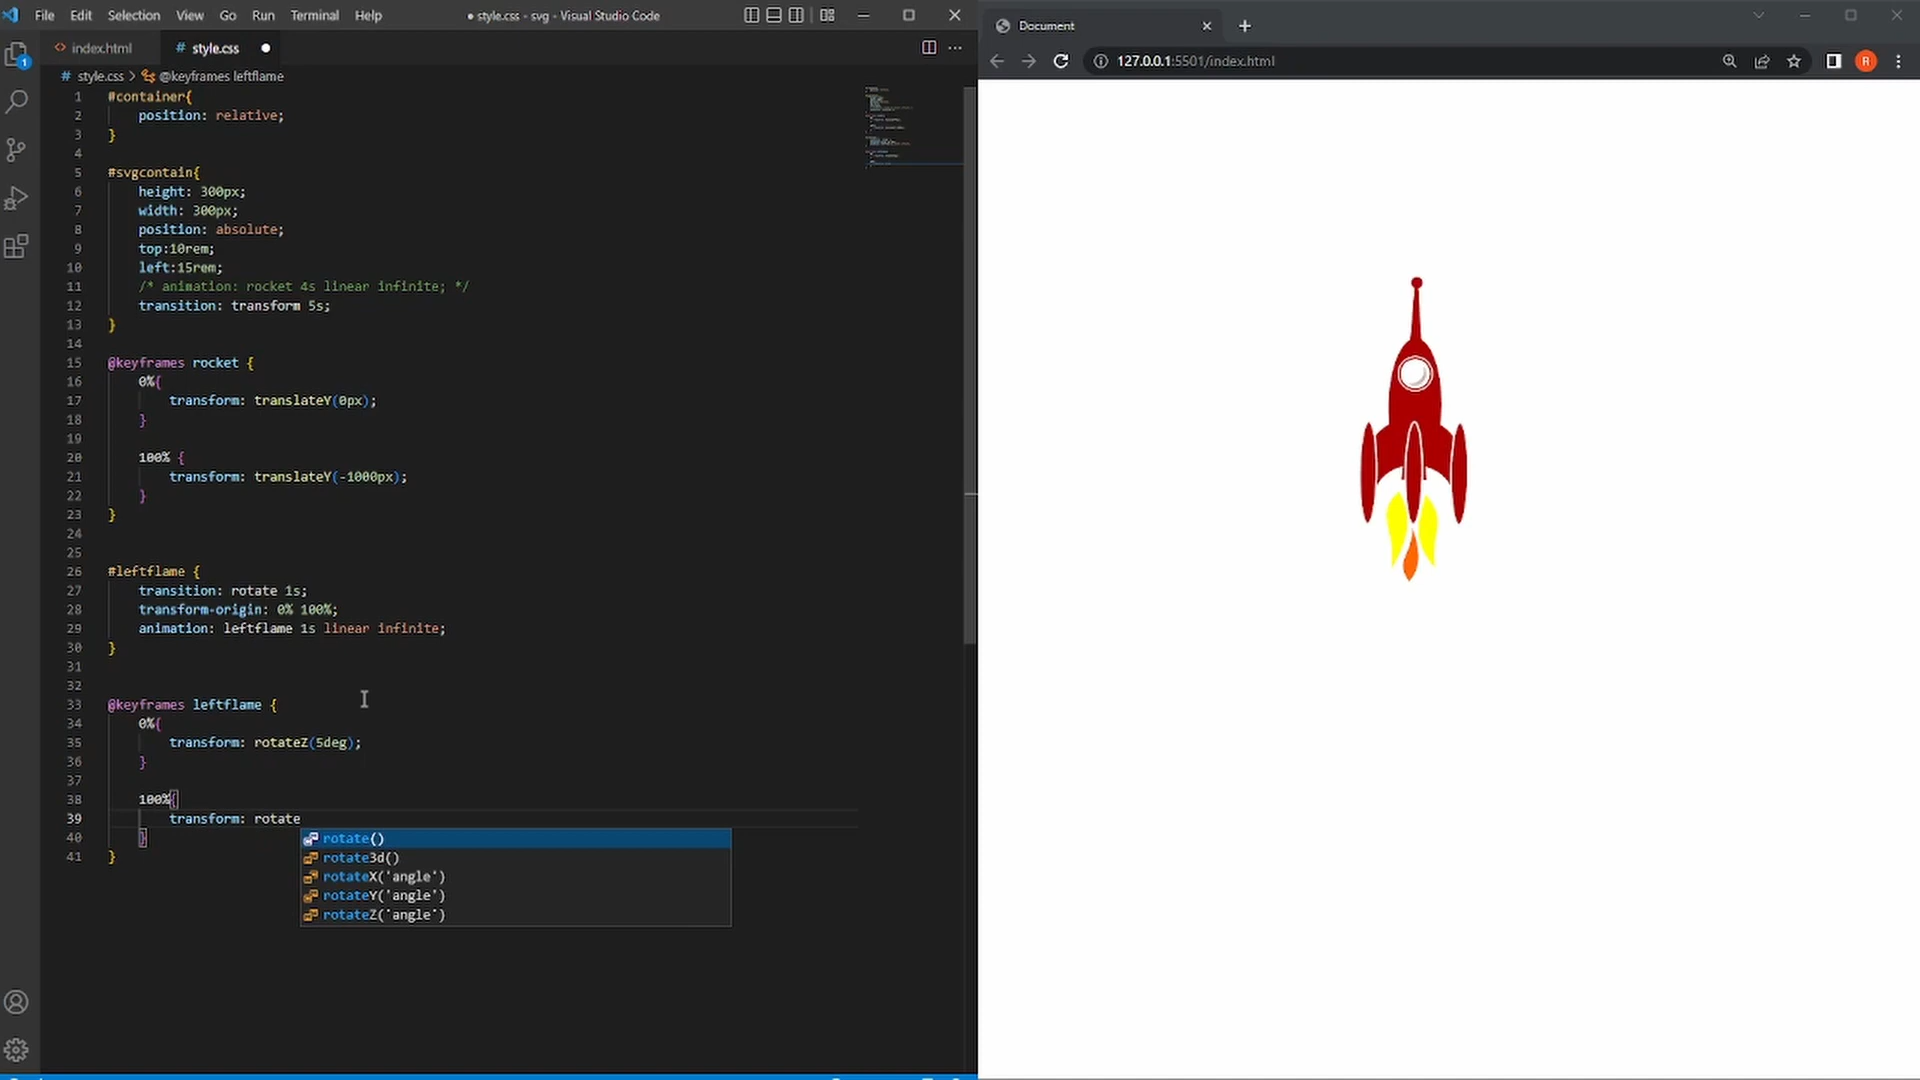 File Edit Selection View Go Run Terminal Help
● style.css - svg - Visual Studio Code
index.html
# style.css ●
# style.css > @keyframes leftflame
1 #container{
2 position: relative;
3 }
4
5 #svgcontain{
6 height: 300px;
7 width: 300px;
8 position: absolute;
9 top:10rem;
10 left:15rem;
11 /* animation: rocket 4s linear infinite; */
12 transition: transform 5s;
13 }
14
15 @keyframes rocket {
16 0%{
17 transform: translateY(0px);
18 }
19
20 100% {
21 transform: translateY(-1000px);
22 }
23 }
24
25
26 #leftflame {
27 transition: rotate 1s;
28 transform-origin: 0% 100%;
29 animation: leftflame 1s linear infinite;
30 }
31
32
33 @keyframes leftflame {
34 0%{
35 transform: rotateZ(5deg);
36 }
37
38 100%{
39 transform: rotate
40 }
41 }
rotate()
rotate3d()
rotateX('angle')
rotateY('angle')
rotateZ('angle')
1
Document
127.0.0.1:5501/index.html
R